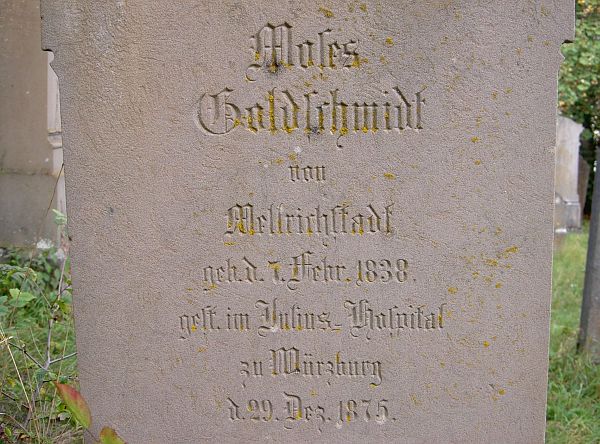 Moses
Goldschmidt
von
Mellrichstadt
geb. d. 7. Febr. 1838.
gest. im Julius-Hospital
zu Würzburg
d. 29. Dez. 1875.